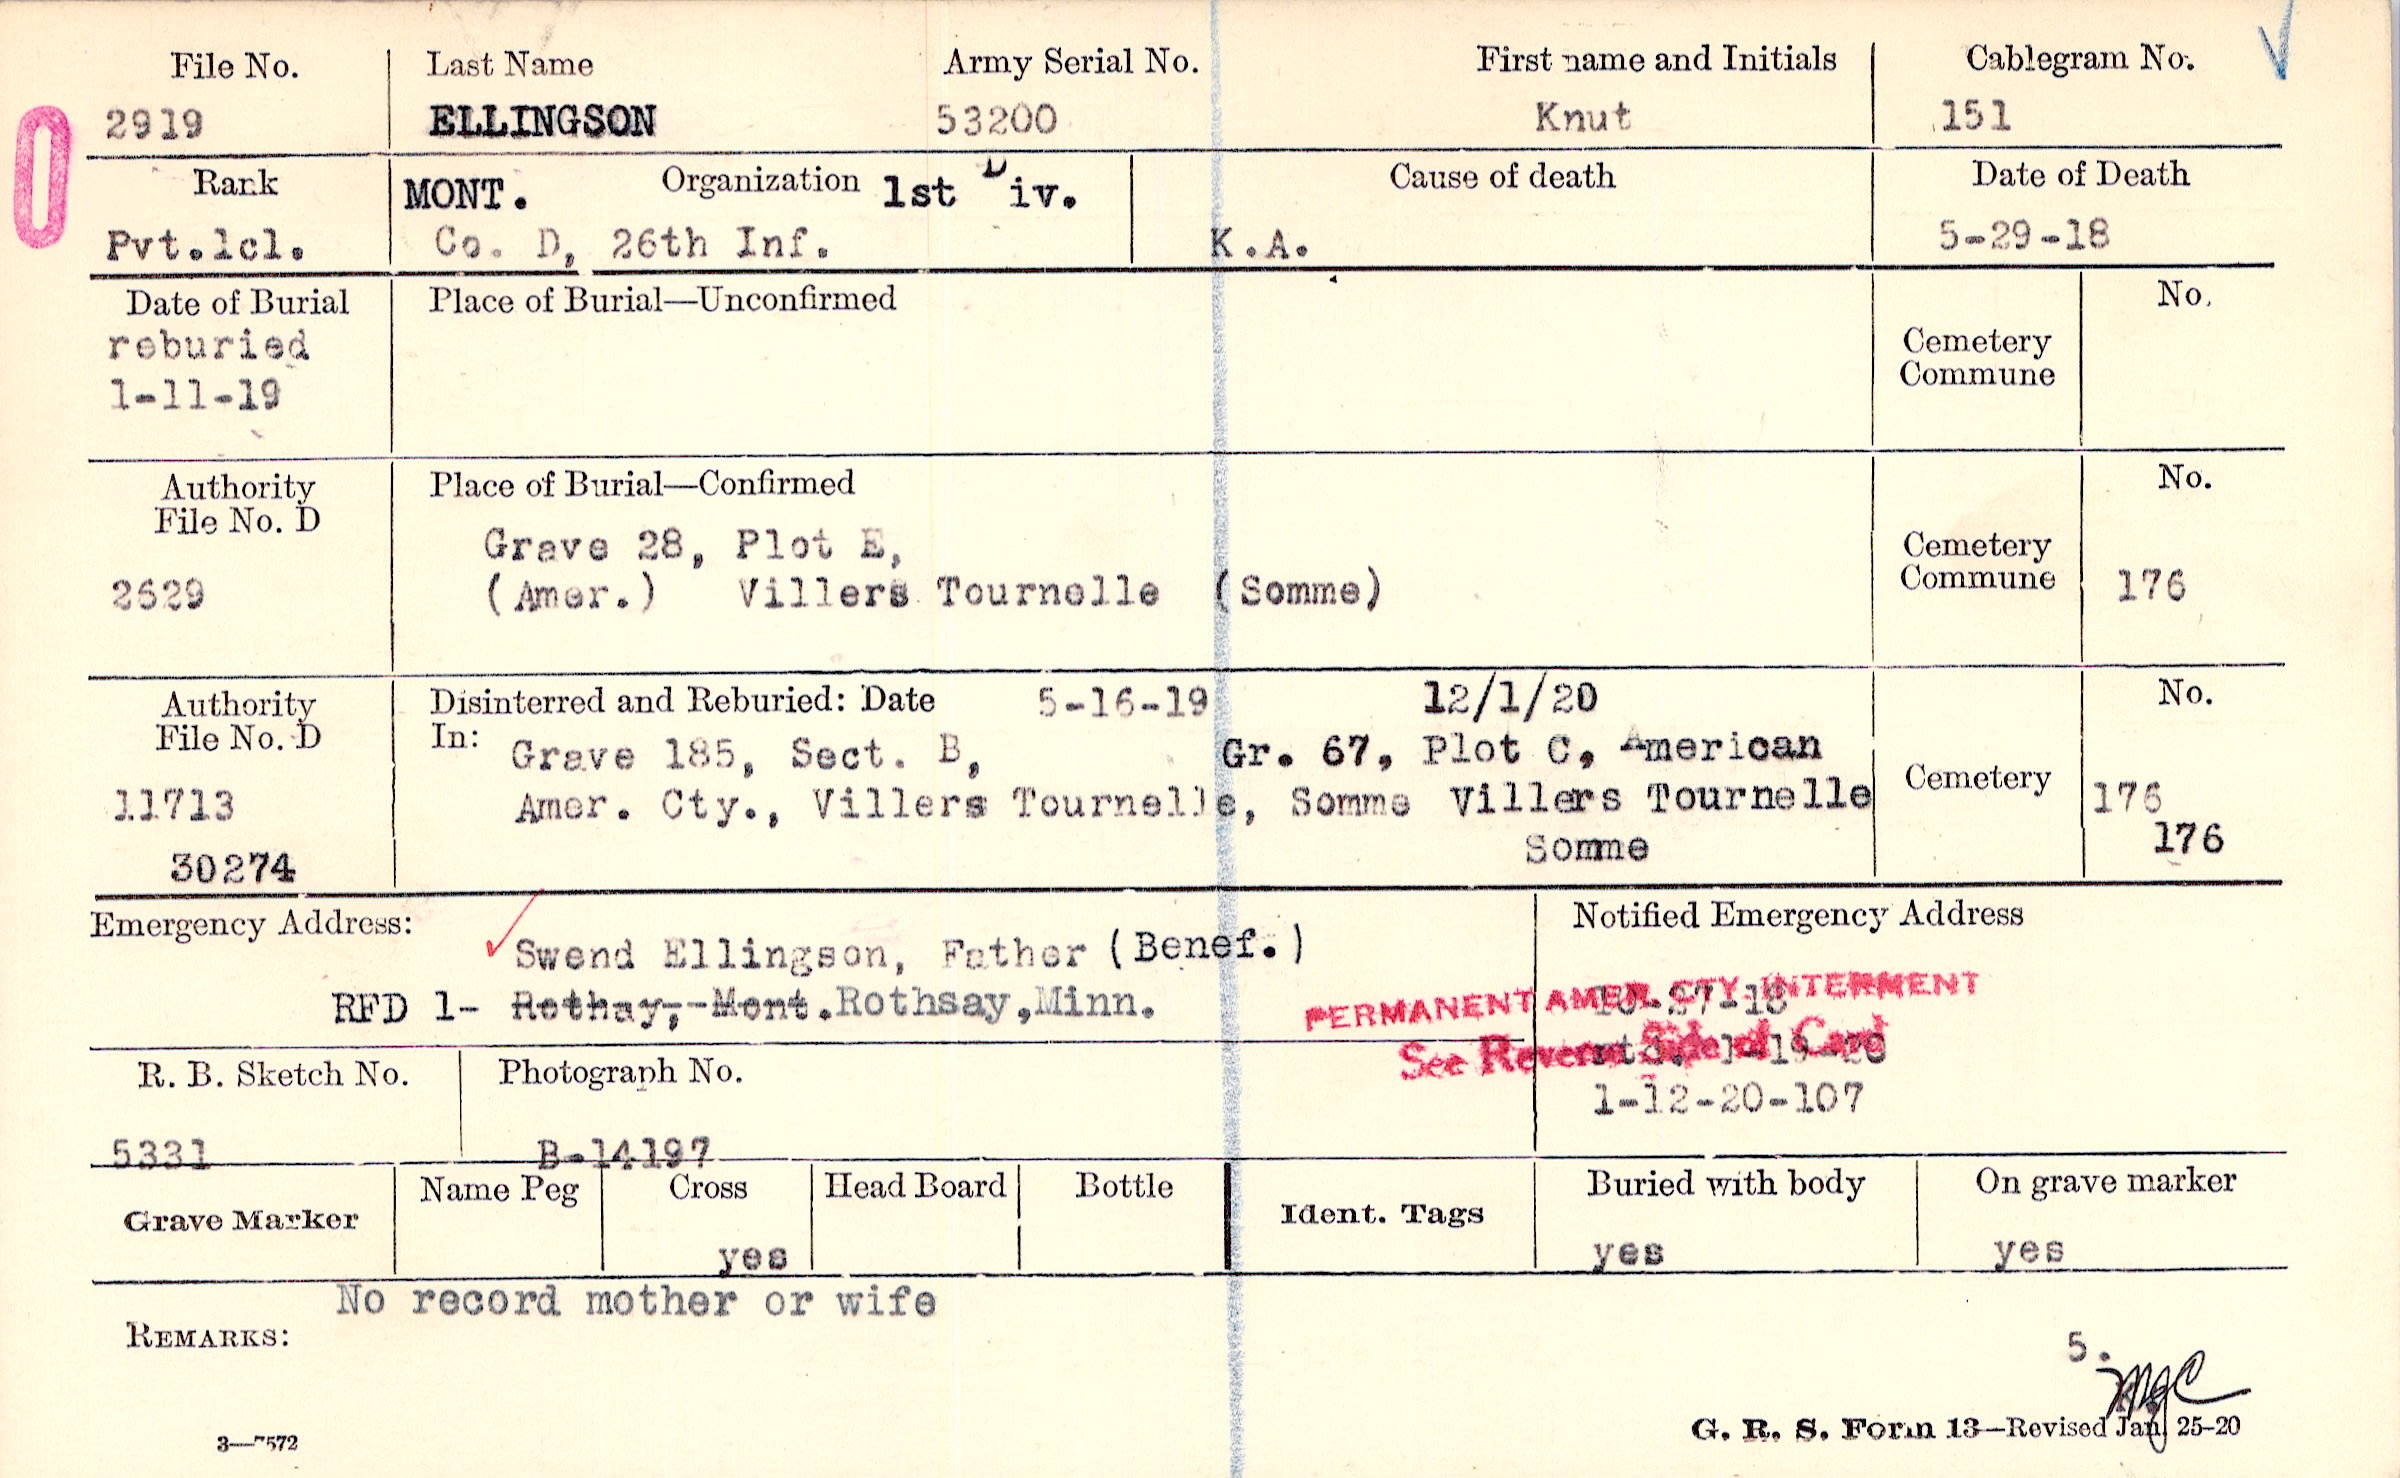 File No. Last Name Army Serial No. First name and Initials Cablegram No.
2919 ELLINGSON 53200 Knut 151
Rank MONT. Organization 1st Div. Cause of death Date of Death
Pvt.1cl. Co. D, 26th Inf. K.A. 5-29-18
Date of Burial Place of Burial—Unconfirmed No.
reburied Cemetery
1-11-19 Commune
Authority Place of Burial—Confirmed No.
File No. D
Grave 28, Plot E, Cemetery
2629 (Amer.) Villers Tournelle (Somme) Commune 176
Authority Disinterred and Reburied: Date 5-16-19 12/1/20 No.
File No. D In: Grave 185, Sect. B, Gr. 67, Plot C, American
11713 Amer. Cty., Villers Tournelle, Somme Villers Tournelle Cemetery 176
30274 Somme 176
Emergency Address: Notified Emergency Address
Swend Ellingson, Father (Benef.)
RFD 1- Rothay, Mont. Rothsay, Minn.
PERMANENT AMER. CTY. INTERMENT
See Reverse Side of Card
R. B. Sketch No. Photograph No. 1-12-20-107
5331 B-14197
Grave Marker Name Peg Cross Head Board Bottle Ident. Tags Buried with body On grave marker
yes yes yes
No record mother or wife
REMARKS:
5.
MGC
3—7572 G. R. S. Form 13—Revised Jan. 25-20